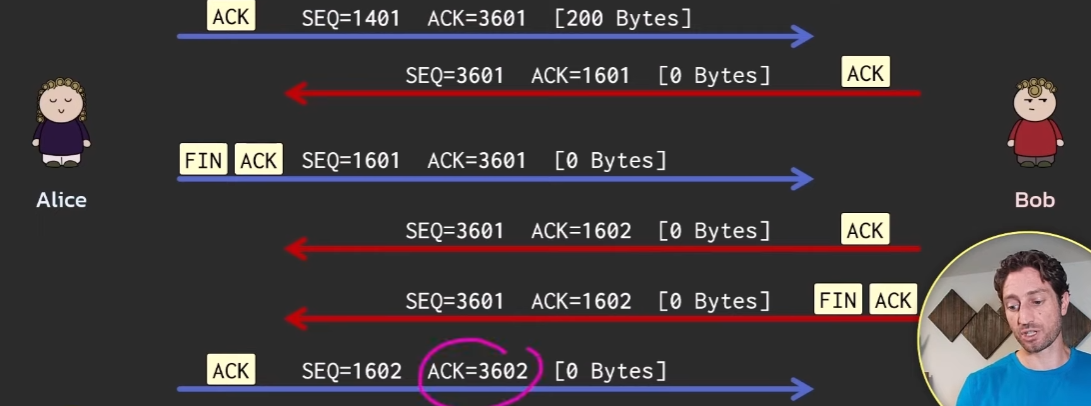 ACK SEQ=1401 ACK=3601 [200 Bytes]
SEQ=3601 ACK=1601 [0 Bytes] ACK
FIN ACK SEQ=1601 ACK=3601 [0 Bytes]
Alice
Bob
SEQ=3601 ACK=1602 [0 Bytes] ACK
SEQ=3601 ACK=1602 [0 Bytes] FIN ACK
ACK SEQ=1602 ACK=3602 [0 Bytes]